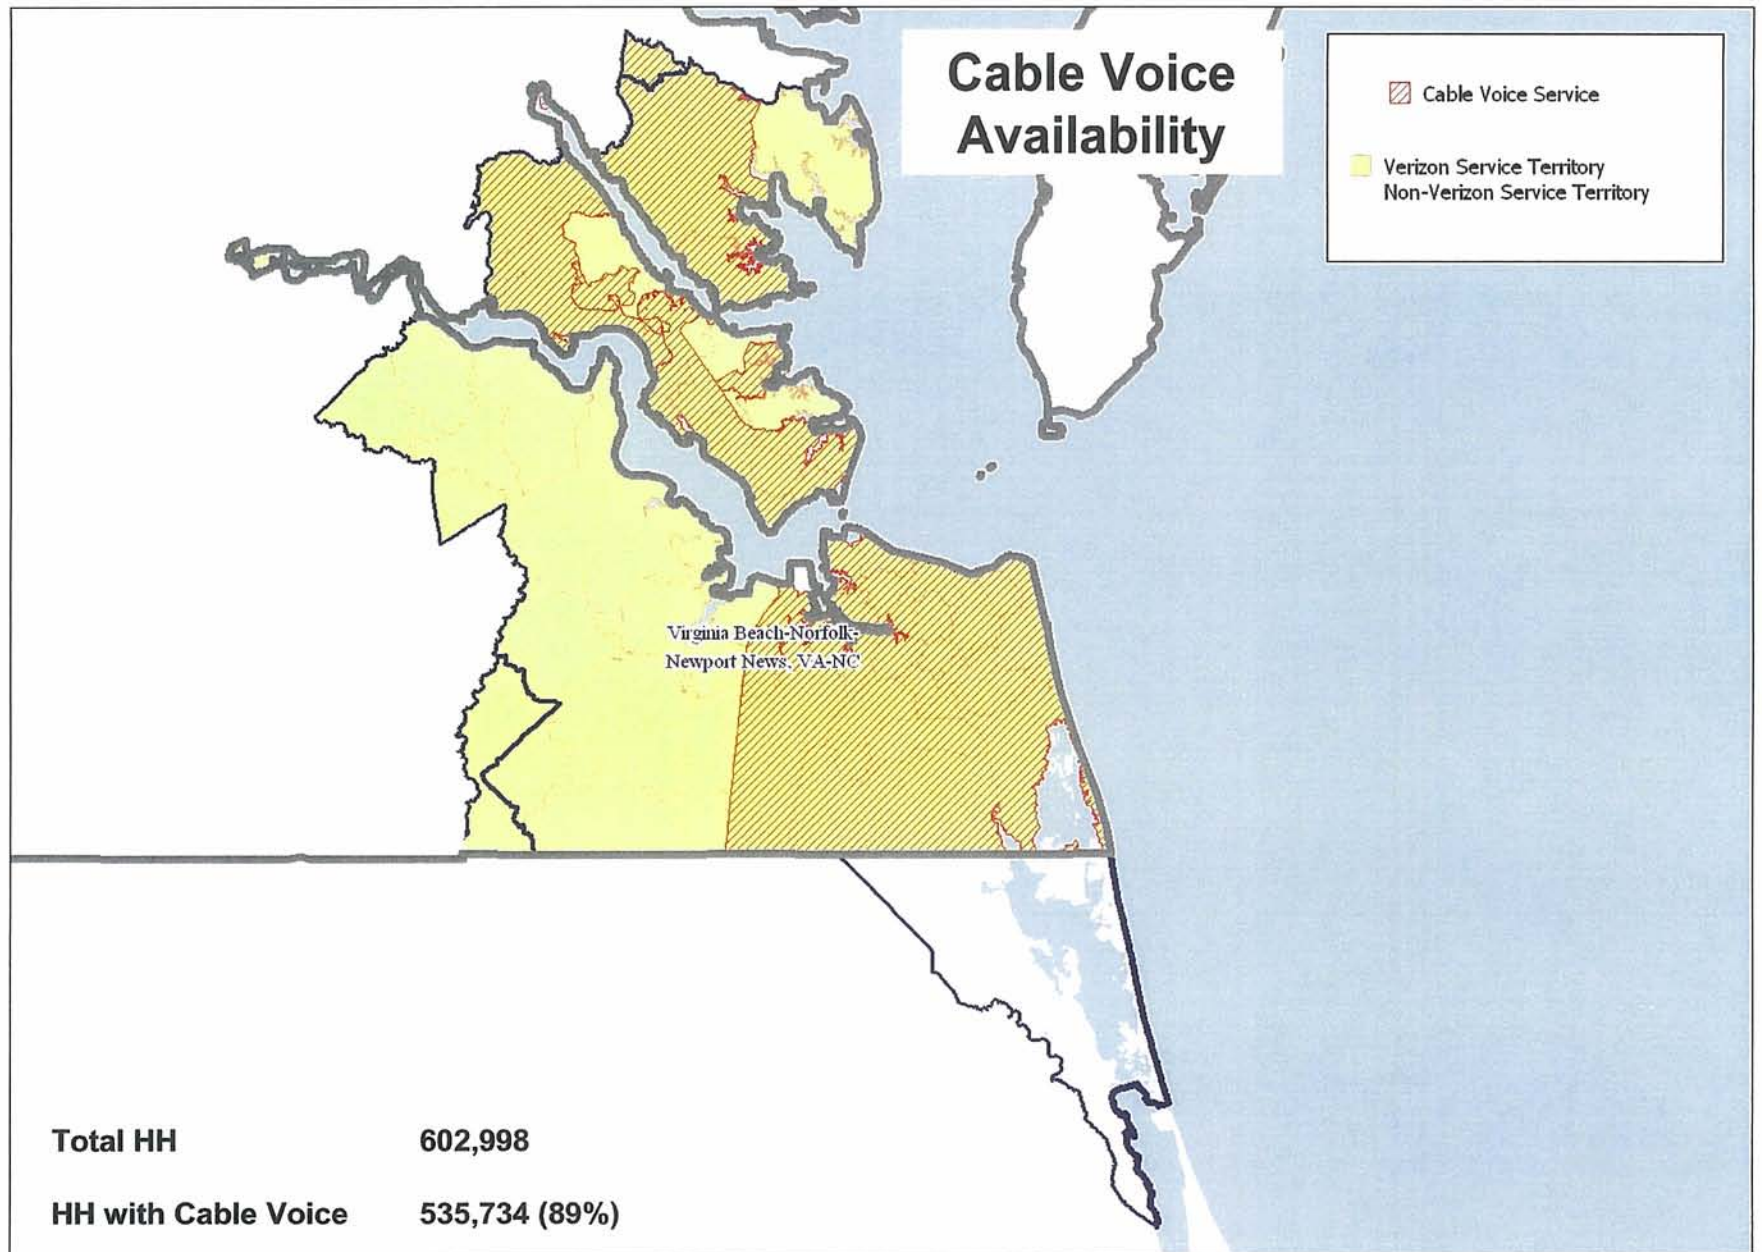 Cable Voice
Availability
Cable Voice Service
Verizon Service Territory
Non-Verizon Service Territory
Virginia Beach-Norfolk-
Newport News, VA-NC
Total HH 602,998
HH with Cable Voice 535,734 (89%)